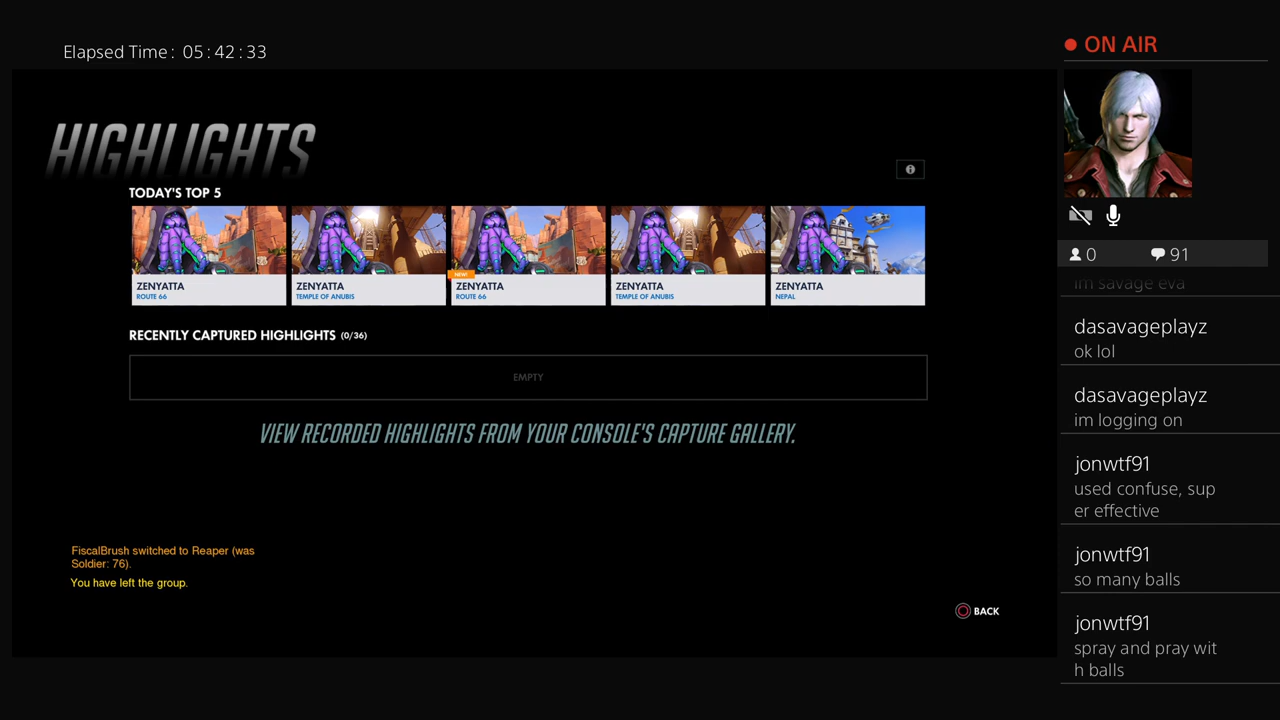 Elapsed Time: 05:42:33
ON AIR
HIGHLIGHTS
TODAY'S TOP 5
ZENYATTA
ROUTE 66
ZENYATTA
TEMPLE OF ANUBIS
NEW!
ZENYATTA
ROUTE 66
ZENYATTA
TEMPLE OF ANUBIS
ZENYATTA
NEPAL
RECENTLY CAPTURED HIGHLIGHTS (0/36)
EMPTY
VIEW RECORDED HIGHLIGHTS FROM YOUR CONSOLE'S CAPTURE GALLERY.
FiscalBrush switched to Reaper (was
Soldier: 76).
You have left the group.
BACK
0
91
im savage eva
dasavageplayz
ok lol
dasavageplayz
im logging on
jonwtf91
used confuse, sup
er effective
jonwtf91
so many balls
jonwtf91
spray and pray wit
h balls